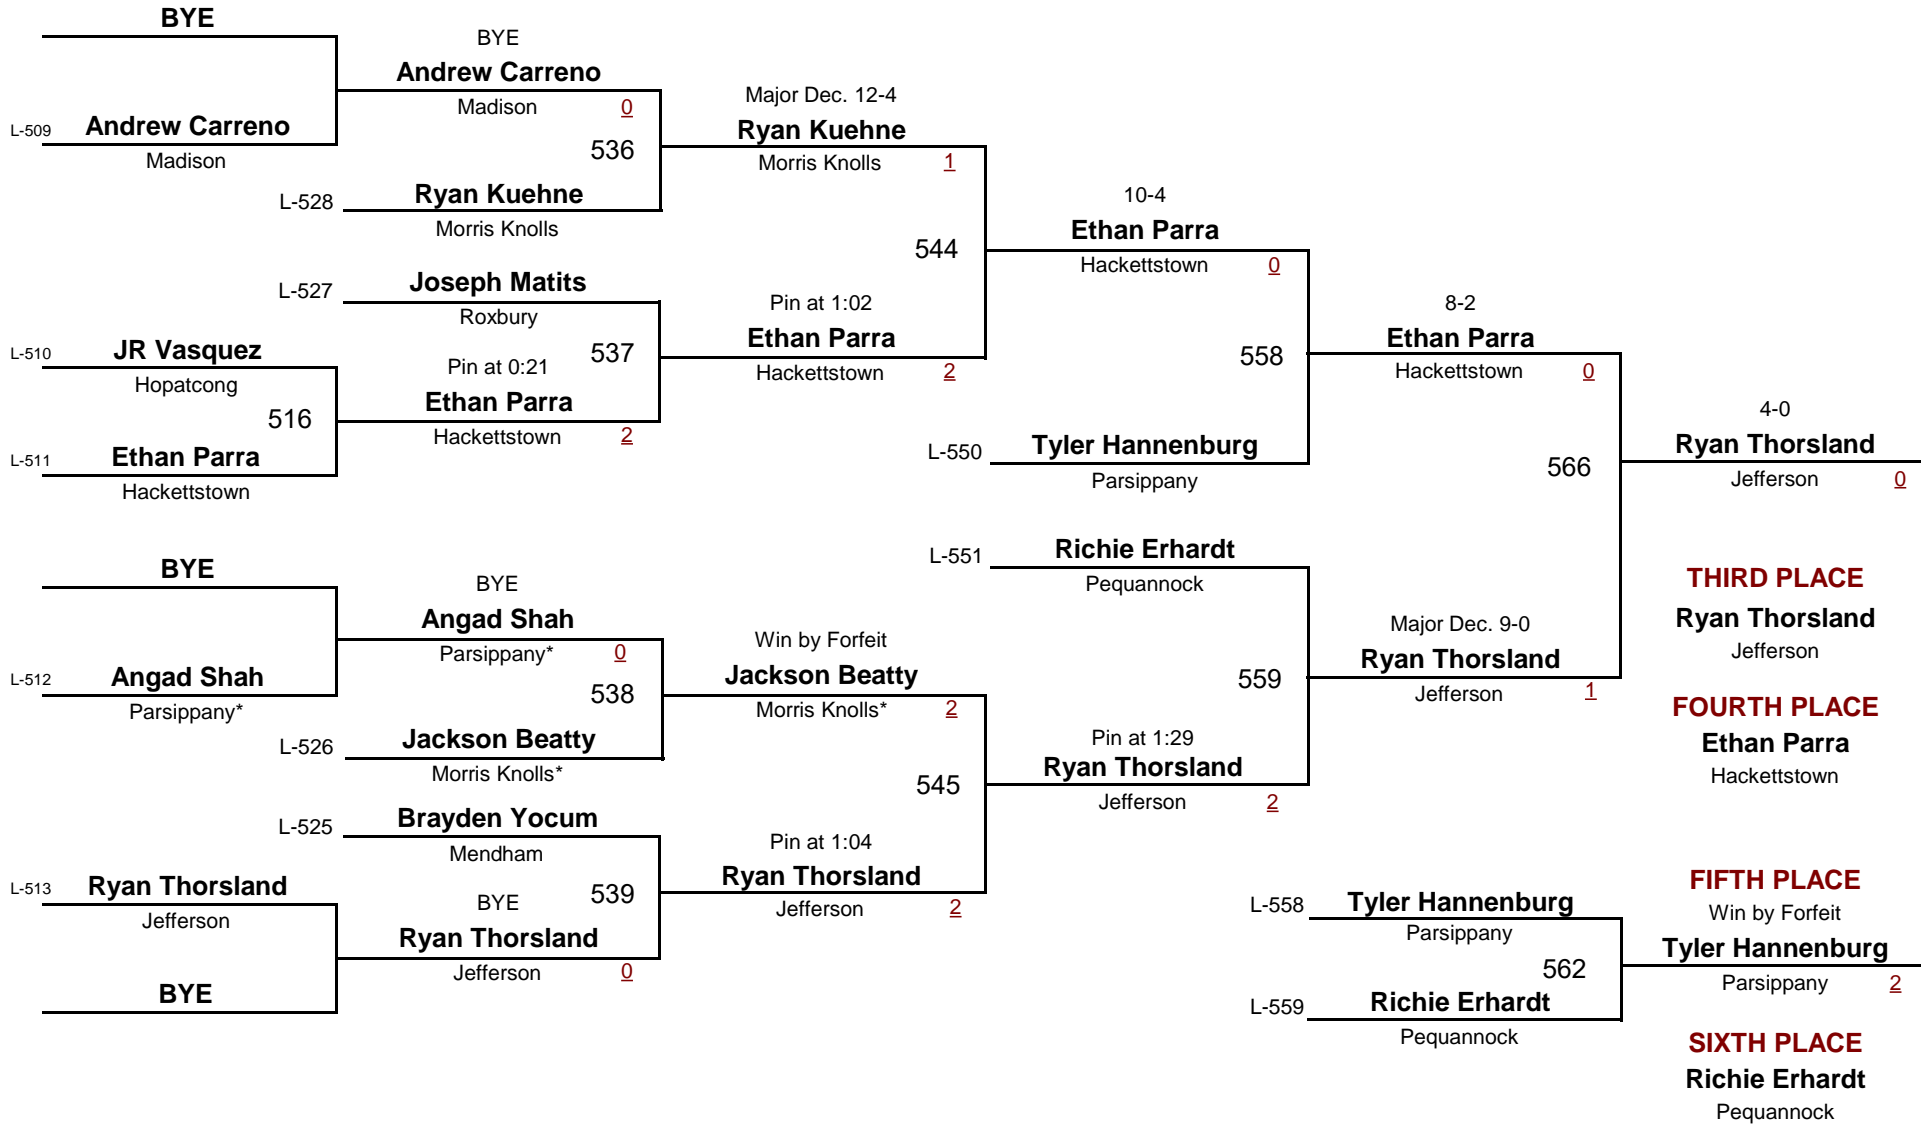 BYE
L-509 Andrew Carreno
Madison
L-510 JR Vasquez
Hopatcong
516
L-511 Ethan Parra
Hackettstown
BYE
L-512 Angad Shah
Parsippany*
L-513 Ryan Thorsland
Jefferson
BYE
BYE
Andrew Carreno
Madison 0
536
L-528 Ryan Kuehne
Morris Knolls
L-527 Joseph Matits
Roxbury
537
Pin at 0:21
Ethan Parra
Hackettstown 2
BYE
Angad Shah
Parsippany* 0
538
L-526 Jackson Beatty
Morris Knolls*
L-525 Brayden Yocum
Mendham
539
BYE
Ryan Thorsland
Jefferson 0
Major Dec. 12-4
Ryan Kuehne
Morris Knolls 1
544
Pin at 1:02
Ethan Parra
Hackettstown 2
Win by Forfeit
Jackson Beatty
Morris Knolls* 2
545
Pin at 1:04
Ryan Thorsland
Jefferson 2
10-4
Ethan Parra
Hackettstown 0
558
L-550 Tyler Hannenburg
Parsippany
L-551 Richie Erhardt
Pequannock
559
Pin at 1:29
Ryan Thorsland
Jefferson 2
8-2
Ethan Parra
Hackettstown 0
566
Major Dec. 9-0
Ryan Thorsland
Jefferson 1
L-558 Tyler Hannenburg
Parsippany
562
L-559 Richie Erhardt
Pequannock
4-0
Ryan Thorsland
Jefferson 0
THIRD PLACE
Ryan Thorsland
Jefferson
FOURTH PLACE
Ethan Parra
Hackettstown
FIFTH PLACE
Win by Forfeit
Tyler Hannenburg
Parsippany 2
SIXTH PLACE
Richie Erhardt
Pequannock